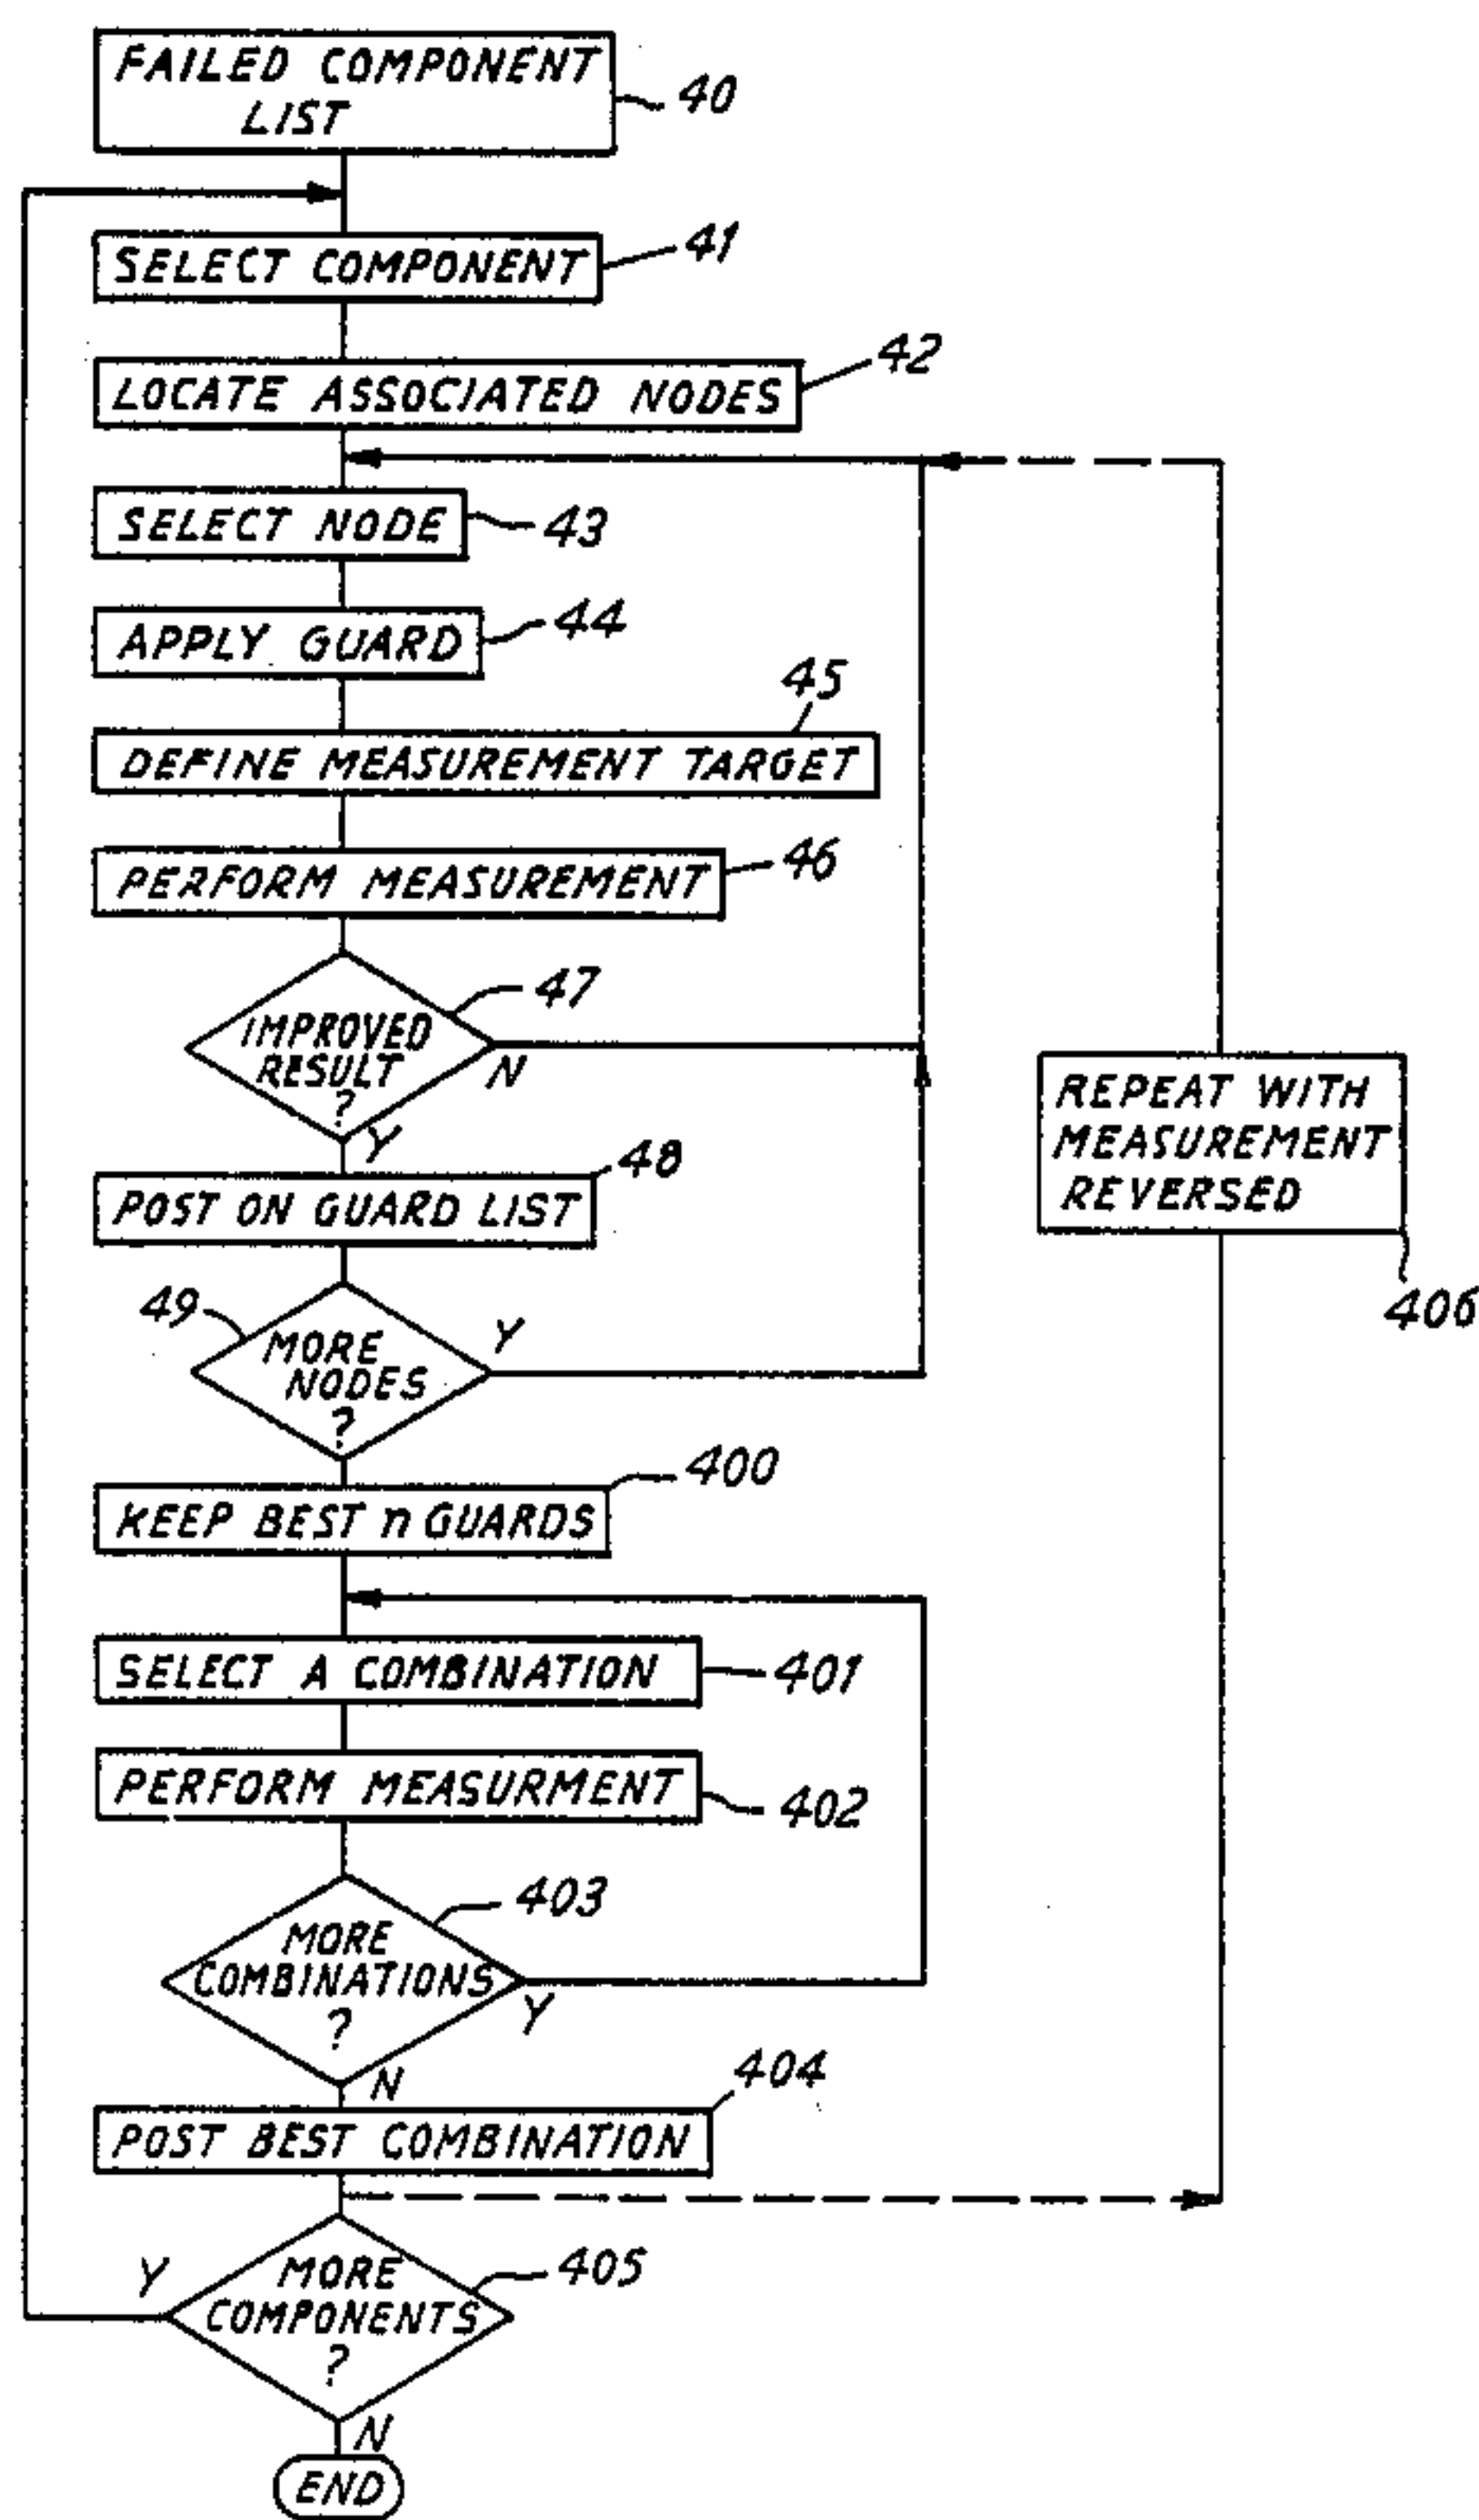 FAILED COMPONENT
LIST
40
SELECT COMPONENT
41
LOCATE ASSOCIATED NODES
42
SELECT NODE
43
APPLY GUARD
44
45
DEFINE MEASUREMENT TARGET
PERFORM MEASUREMENT
46
47
IMPROVED
RESULT
?
N
Y
REPEAT WITH
MEASUREMENT
REVERSED
406
POST ON GUARD LIST
48
49
MORE
NODES
?
Y
400
KEEP BEST n GUARDS
SELECT A COMBINATION
401
PERFORM MEASURMENT
402
403
MORE
COMBINATIONS
?
Y
N
404
POST BEST COMBINATION
Y
MORE
COMPONENTS
?
405
N
END